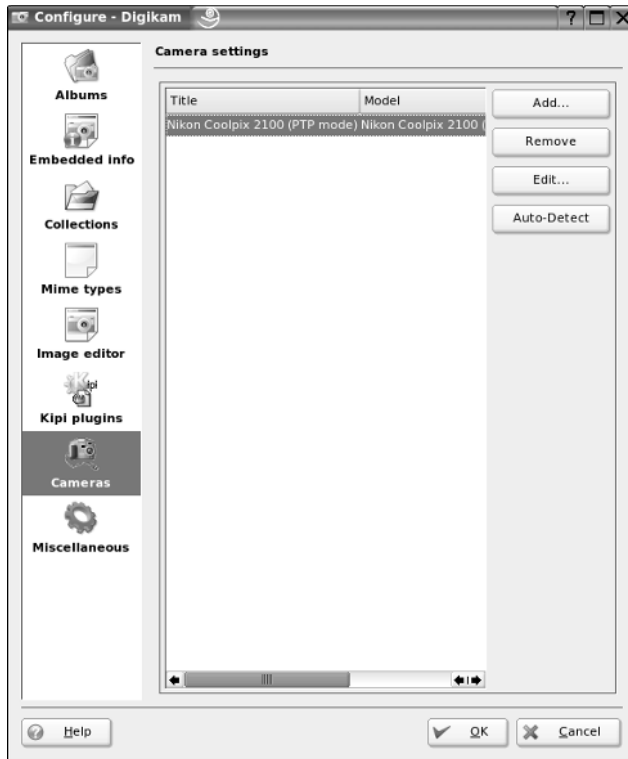 Configure - Digikam
Camera settings
Albums
Embedded info
Collections
Mime types
Image editor
Kipi
Kipi plugins
Cameras
Miscellaneous
Title Model
Nikon Coolpix 2100 (PTP mode) Nikon Coolpix 2100 (
Add...
Remove
Edit...
Auto-Detect
Help
OK
Cancel